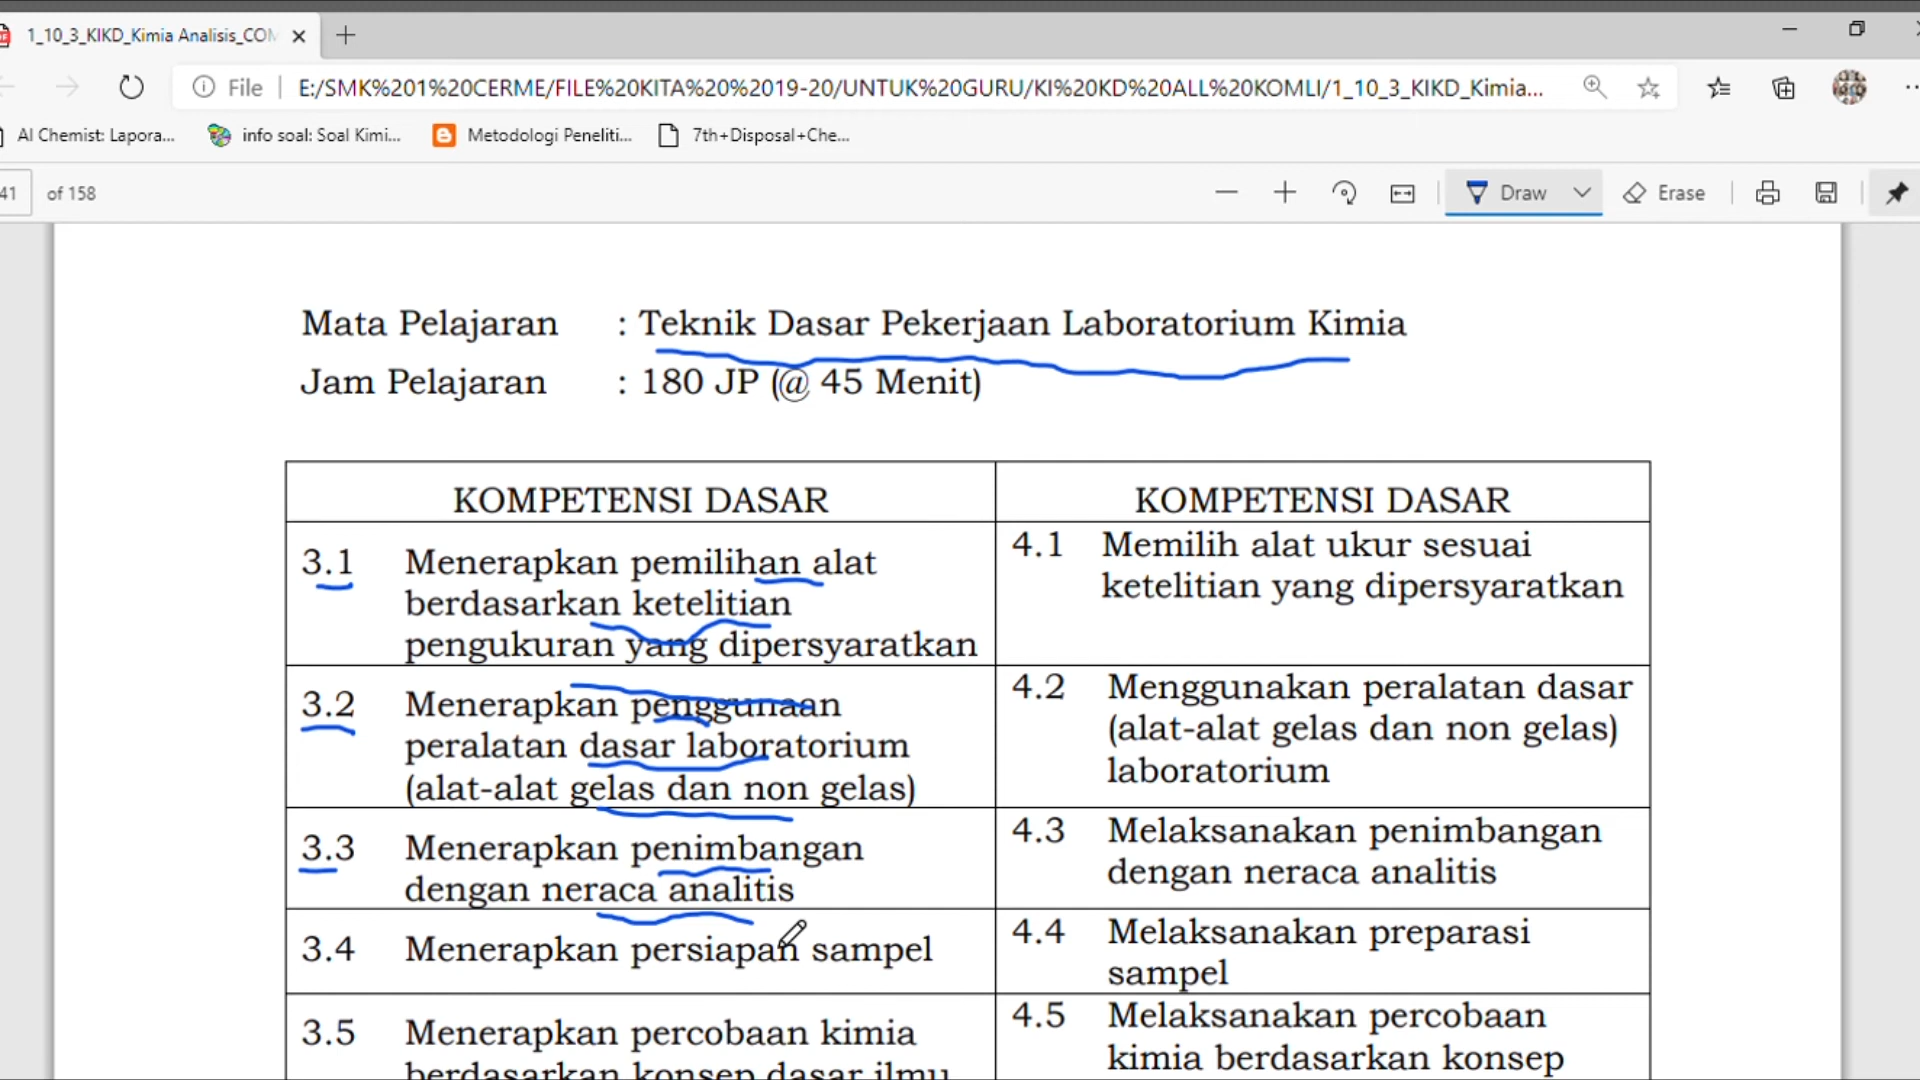 1_10_3_KIKD_Kimia Analisis_COM
File E:/SMK%201%20CERME/FILE%20KITA%20%2019-20/UNTUK%20GURU/KI%20KD%20ALL%20KOMLI/1_10_3_KIKD_Kimia...
AI Chemist: Lapora... info soal: Soal Kimi... Metodologi Peneliti... 7th+Disposal+Che...
41 of 158 Draw Erase
Mata Pelajaran : Teknik Dasar Pekerjaan Laboratorium Kimia
Jam Pelajaran : 180 JP (@ 45 Menit)
KOMPETENSI DASAR KOMPETENSI DASAR
3.1 Menerapkan pemilihan alat
berdasarkan ketelitian
pengukuran yang dipersyaratkan
4.1 Memilih alat ukur sesuai
ketelitian yang dipersyaratkan
3.2 Menerapkan penggunaan
peralatan dasar laboratorium
(alat-alat gelas dan non gelas)
4.2 Menggunakan peralatan dasar
(alat-alat gelas dan non gelas)
laboratorium
3.3 Menerapkan penimbangan
dengan neraca analitis
4.3 Melaksanakan penimbangan
dengan neraca analitis
3.4 Menerapkan persiapan sampel
4.4 Melaksanakan preparasi
sampel
3.5 Menerapkan percobaan kimia
berdasarkan konsep dasar ilmu
4.5 Melaksanakan percobaan
kimia berdasarkan konsep